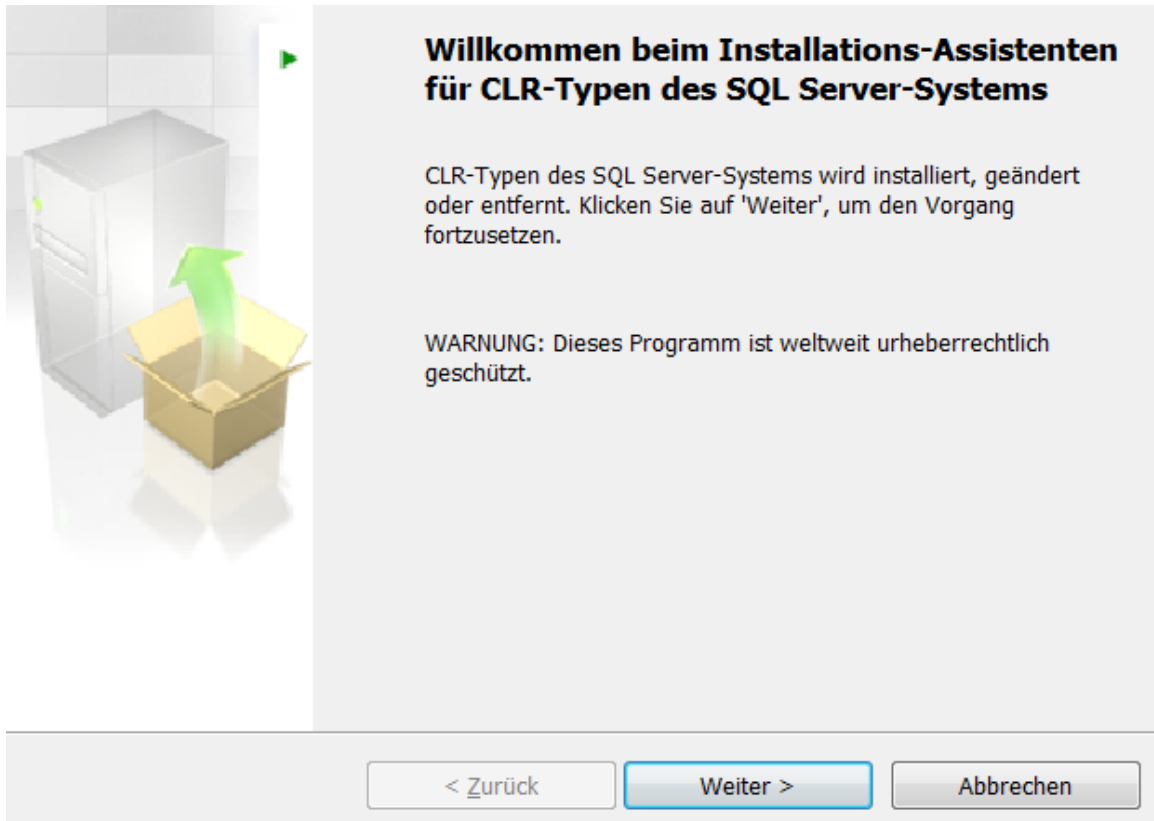 Willkommen beim Installations-Assistenten
für CLR-Typen des SQL Server-Systems
CLR-Typen des SQL Server-Systems wird installiert, geändert
oder entfernt. Klicken Sie auf 'Weiter', um den Vorgang
fortzusetzen.
WARNUNG: Dieses Programm ist weltweit urheberrechtlich
geschützt.
< Zurück
Weiter >
Abbrechen